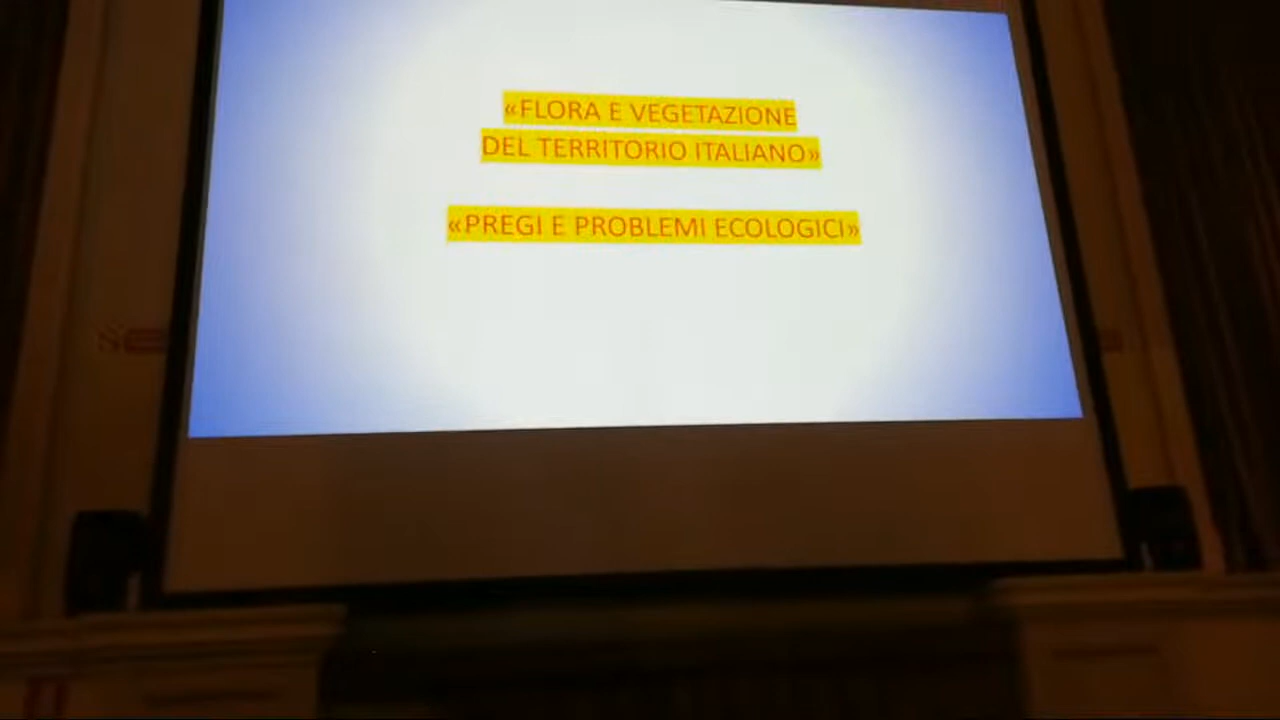 «FLORA E VEGETAZIONE
DEL TERRITORIO ITALIANO»
«PREGI E PROBLEMI ECOLOGICI»